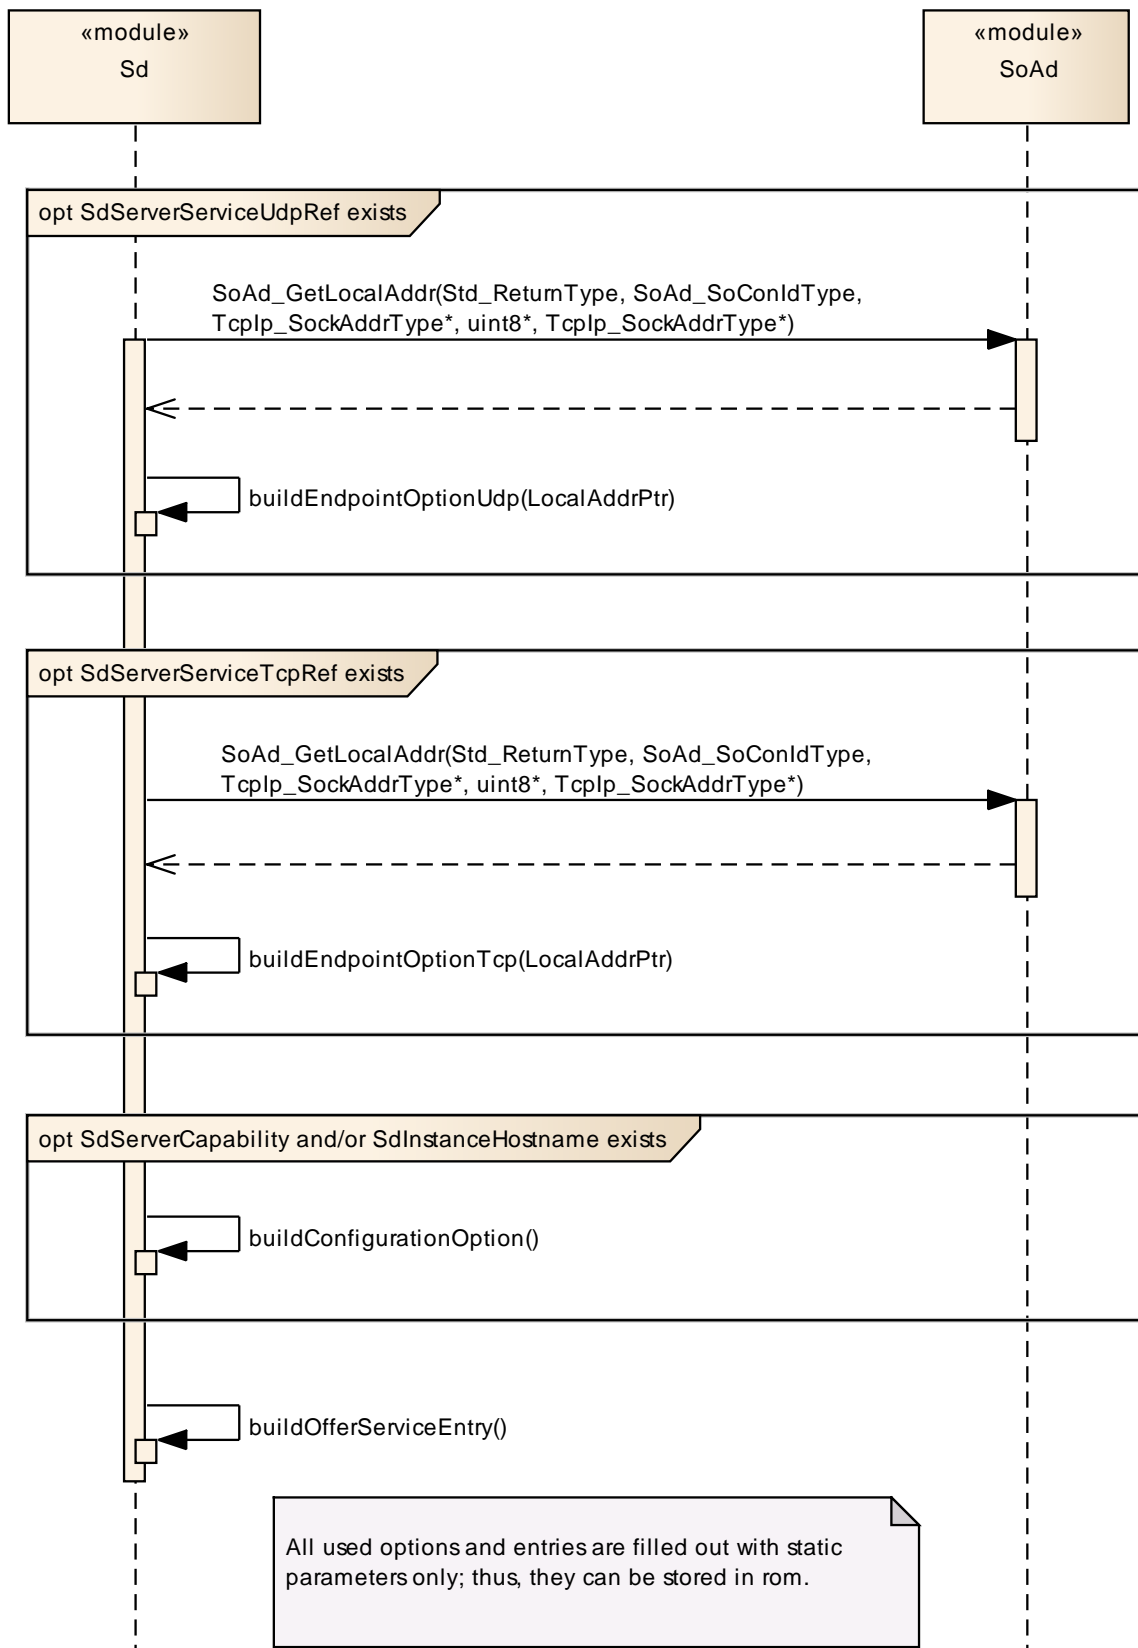 «module»
Sd
«module»
SoAd
opt SdServerServiceUdpRef exists
SoAd_GetLocalAddr(Std_ReturnType, SoAd_SoConIdType,
TcpIp_SockAddrType*, uint8*, TcpIp_SockAddrType*)
buildEndpointOptionUdp(LocalAddrPtr)
opt SdServerServiceTcpRef exists
SoAd_GetLocalAddr(Std_ReturnType, SoAd_SoConIdType,
TcpIp_SockAddrType*, uint8*, TcpIp_SockAddrType*)
buildEndpointOptionTcp(LocalAddrPtr)
opt SdServerCapability and/or SdInstanceHostname exists
buildConfigurationOption()
buildOfferServiceEntry()
All used options and entries are filled out with static
parameters only; thus, they can be stored in rom.